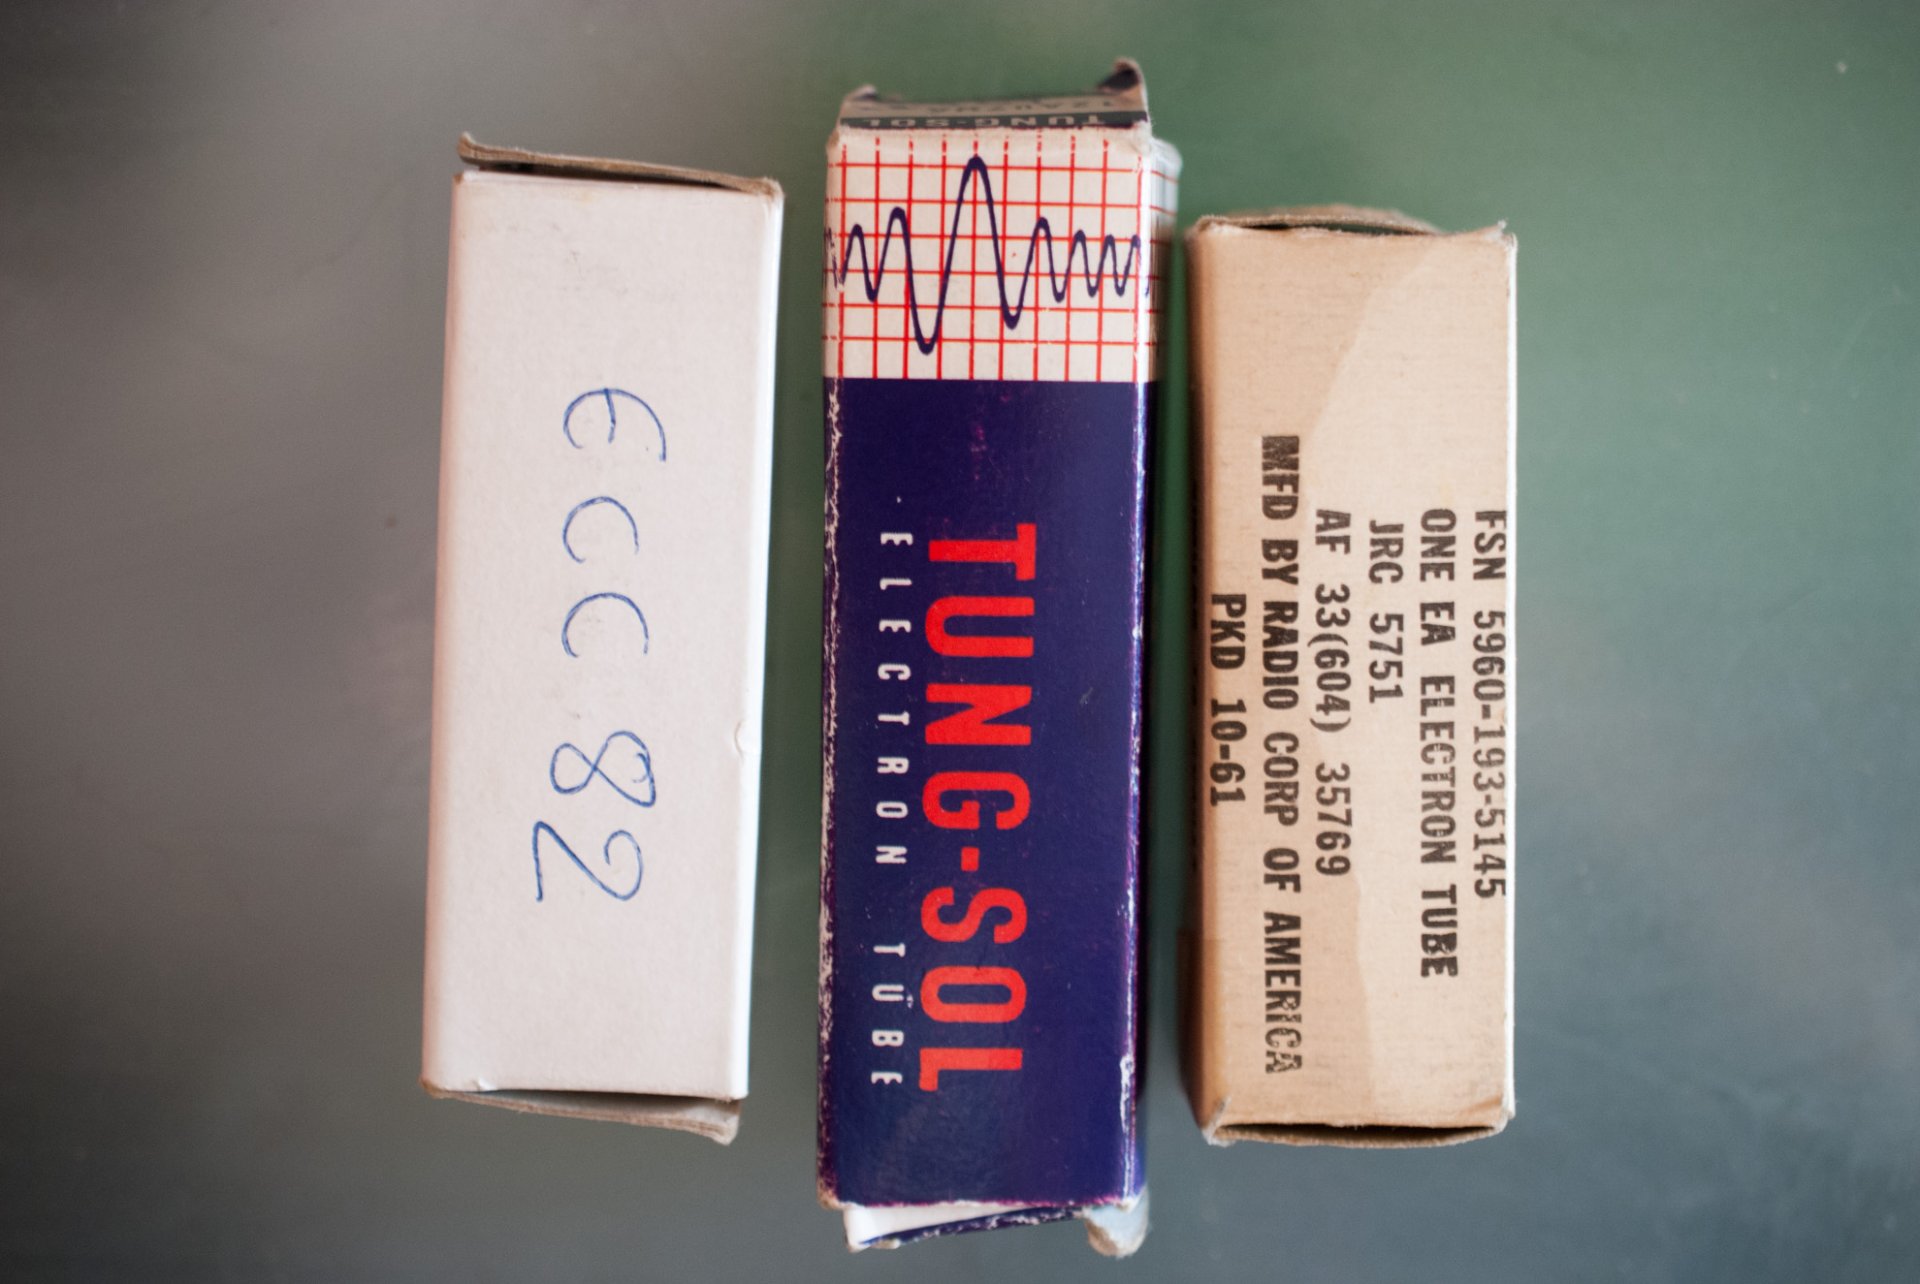 ECC82
TUNG-SOL
TUNG-SOL
ELECTRON TUBE
FSN 5960-193-5145
ONE EA ELECTRON TUBE
JRC 5751
AF 33(604) 35769
MFD BY RADIO CORP OF AMERICA
PKD 10-61